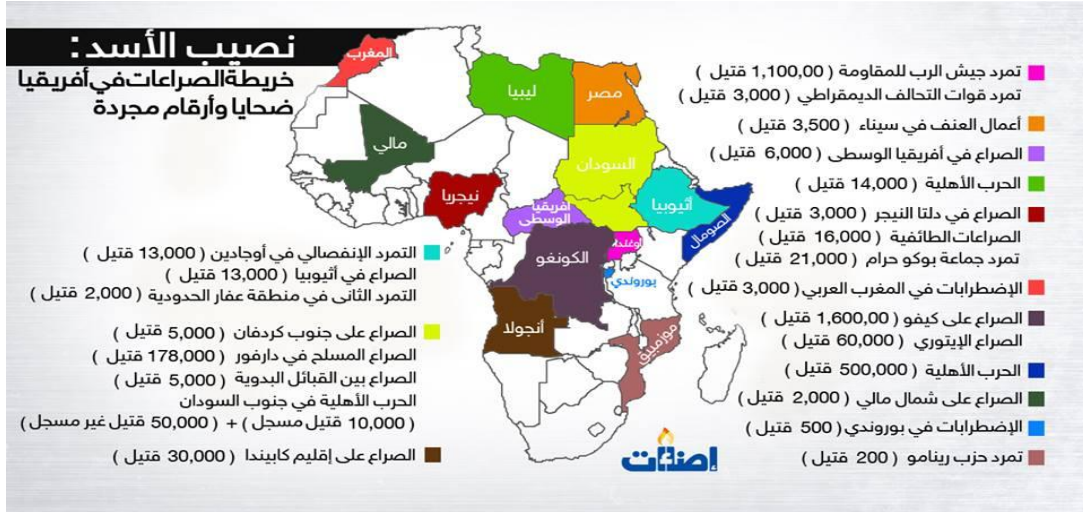 نصيب الأسد :
خريطة الصراعات في أفريقيا
ضحايا وأرقام مجردة
المغرب
ليبيا
مصر
مالي
السودان
نيجريا
أفريقيا
الوسطى
أثيوبيا
الصومال
أوغندا
الكونغو
بوروندي
أنجولا
موزمبيق
تمرد جيش الرب للمقاومة ( 1,100,00 قتيل )
تمرد قوات التحالف الديمقراطي ( 3,000 قتيل )
أعمال العنف في سيناء ( 3,500 قتيل )
الصراع في أفريقيا الوسطى ( 6,000 قتيل )
الحرب الأهلية ( 14,000 قتيل )
الصراع في دلتا النيجر ( 3,000 قتيل )
الصراعات الطائفية ( 16,000 قتيل )
تمرد جماعة بوكو حرام ( 21,000 قتيل )
الإضطرابات في المغرب العربي ( 3,000 قتيل )
الصراع على كيفو ( 1,600,00 قتيل )
الصراع الإيتوري ( 60,000 قتيل )
الحرب الأهلية ( 500,000 قتيل )
الصراع على شمال مالي ( 2,000 قتيل )
الإضطرابات في بوروندي ( 500 قتيل )
تمرد حزب رينامو ( 200 قتيل )
التمرد الإنفصالي في أوجادين ( 13,000 قتيل )
الصراع في أثيوبيا ( 13,000 قتيل )
التمرد الثانى فى منطقة عفار الحدودية ( 2,000 قتيل )
الصراع على جنوب كردفان ( 5,000 قتيل )
الصراع المسلح في دارفور ( 178,000 قتيل )
الصراع بين القبائل البدوية ( 5,000 قتيل )
الحرب الأهلية في جنوب السودان
( 10,000 قتيل مسجل ) + ( 50,000 قتيل غير مسجل )
الصراع على إقليم كابيندا ( 30,000 قتيل )
إضاءات